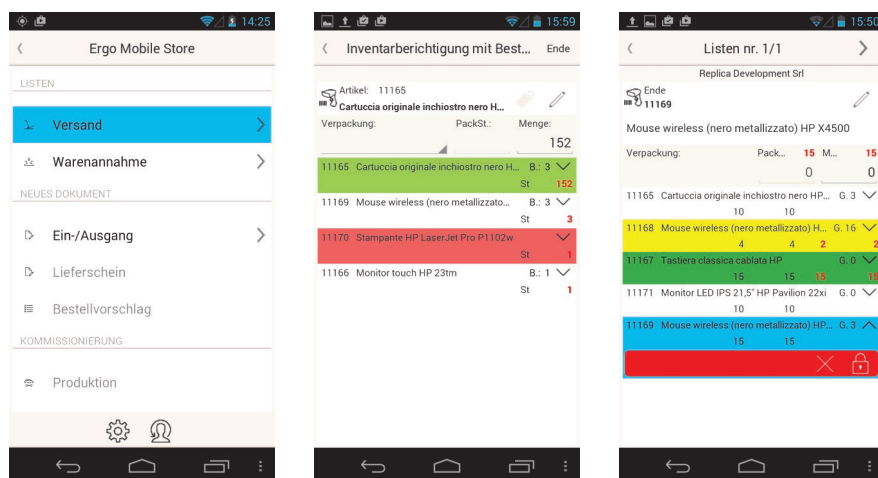 14:25
Ergo Mobile Store
LISTEN
Versand
Warenannahme
NEUES DOKUMENT
Ein-/Ausgang
Lieferschein
Bestellvorschlag
KOMMISSIONIERUNG
Produktion
15:59
Inventarberichtigung mit Best... Ende
Artikel: 11165
Cartuccia originale inchiostro nero H...
Verpackung: PackSt.: Menge:
152
11165 Cartuccia originale inchiostro nero H... B.: 3
St 152
11169 Mouse wireless (nero metallizzato... B.: 3
St 3
11170 Stampante HP LaserJet Pro P1102w
St 1
11166 Monitor touch HP 23tm B.: 1
St 1
15:50
Listen nr. 1/1
Replica Development Srl
Ende
11169
Mouse wireless (nero metallizzato) HP X4500
Verpackung: Pack... 15 M... 15
0 0
11165 Cartuccia originale inchiostro nero HP... G. 3
10 10
11168 Mouse wireless (nero metallizzato) H... G. 16
4 4 2 2
11167 Tastiera classica cablata HP G. 0
15 15 15 15
11171 Monitor LED IPS 21,5" HP Pavilion 22xi G. 0
10 10
11169 Mouse wireless (nero metallizzato) HP... G. 3
15 15